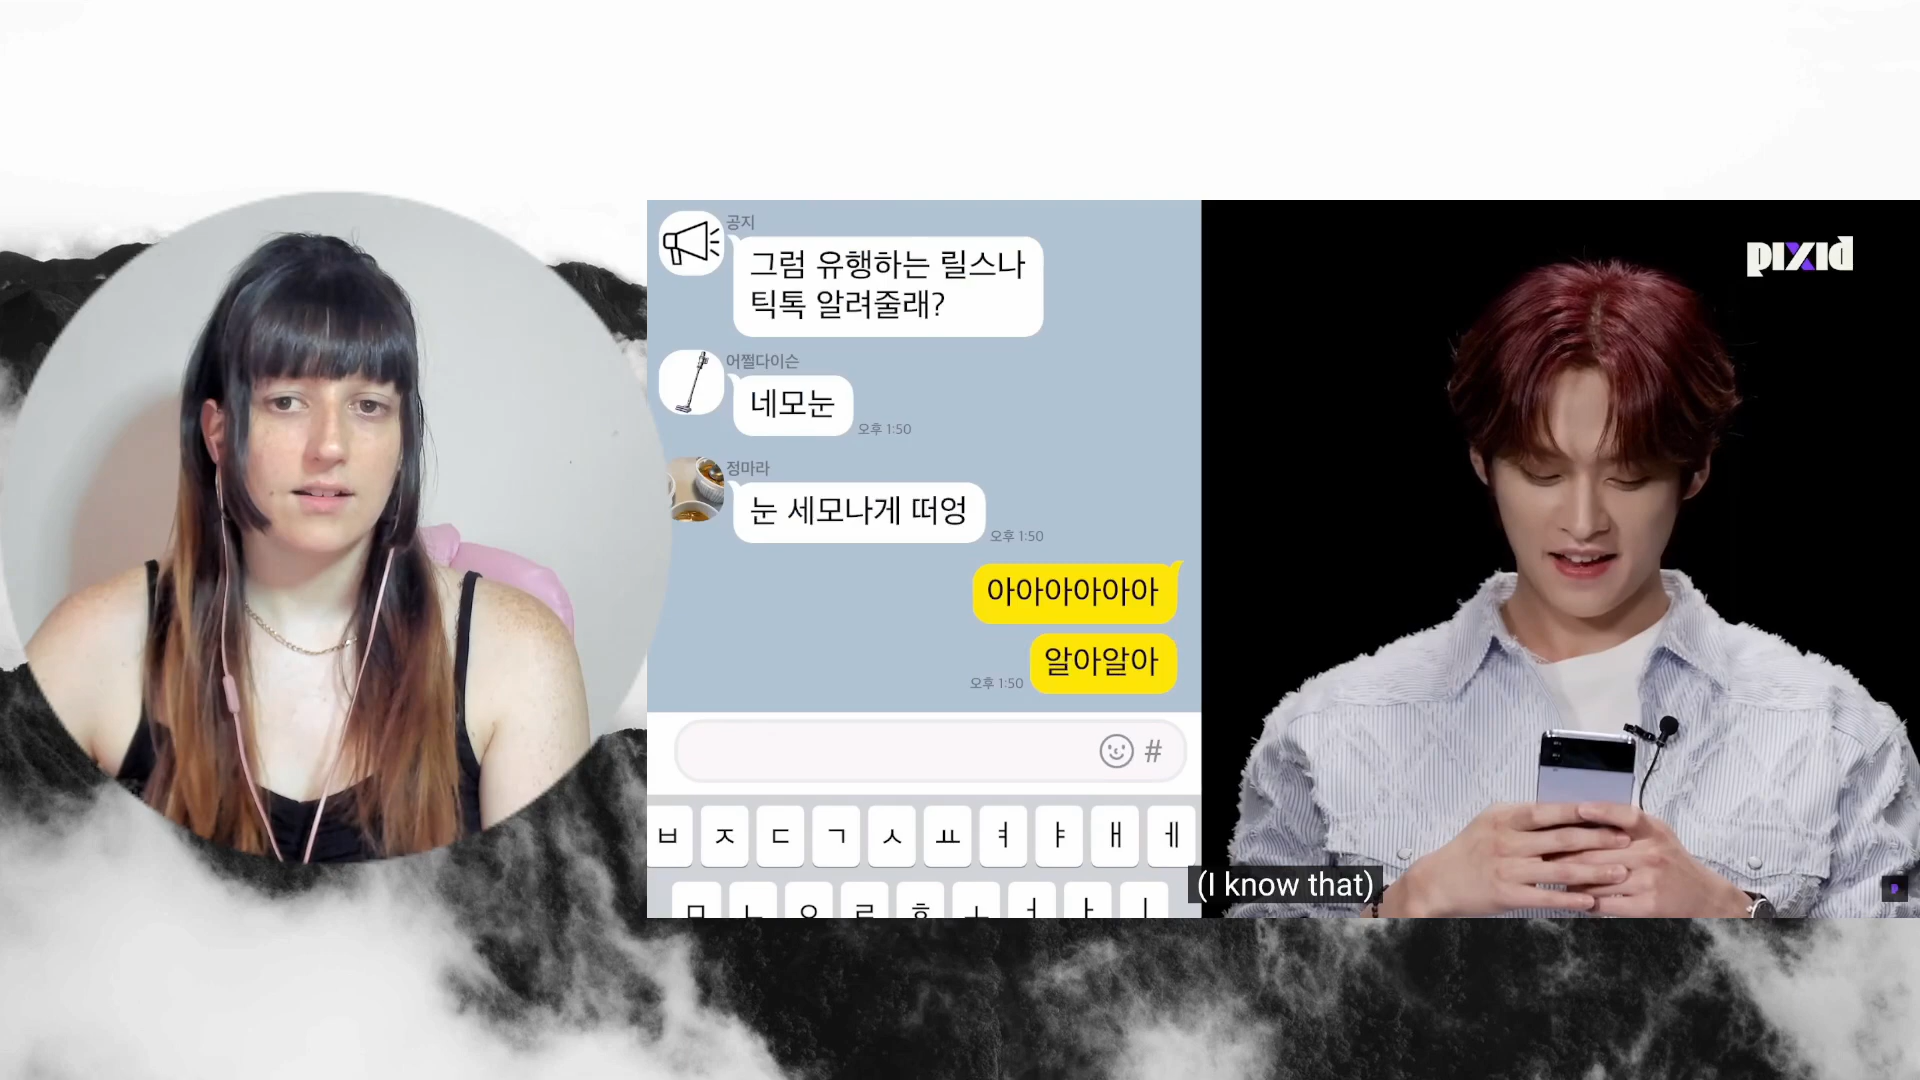 공지
그럼 유행하는 릴스나
틱톡 알려줄래?
어쩔다이슨
네모눈
오후 1:50
정마라
눈 세모나게 떠엉
오후 1:50
아아아아아아
알아알아
오후 1:50
#
ㅂ ㅈ ㄷ ㄱ ㅅ ㅛ ㅕ ㅑ ㅐ ㅔ
ㅁ ㄴ ㅇ ㄹ ㅎ ㅗ ㅓ ㅏ ㅣ
pixid
(I know that)